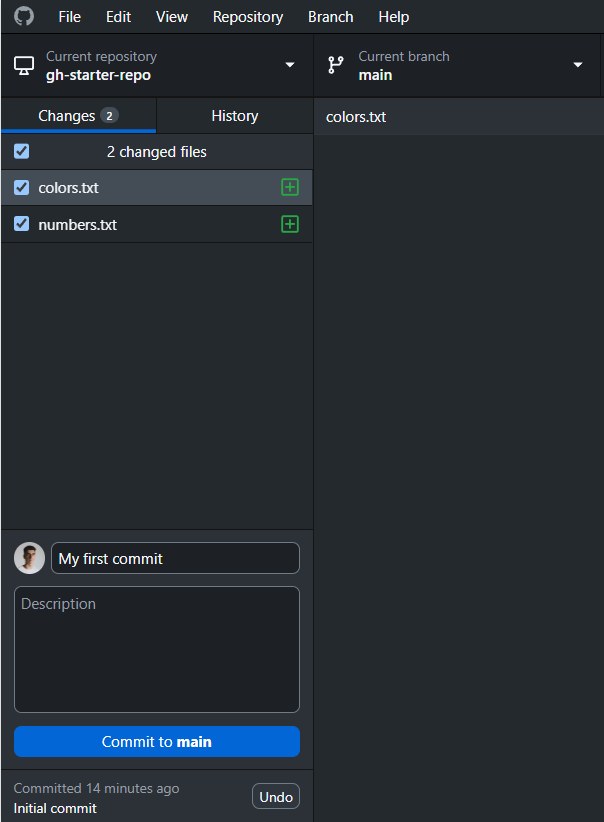 File Edit View Repository Branch Help
Current repository
gh-starter-repo
Current branch
main
Changes 2
History
colors.txt
2 changed files
colors.txt
numbers.txt
My first commit
Description
Commit to main
Committed 14 minutes ago
Initial commit
Undo